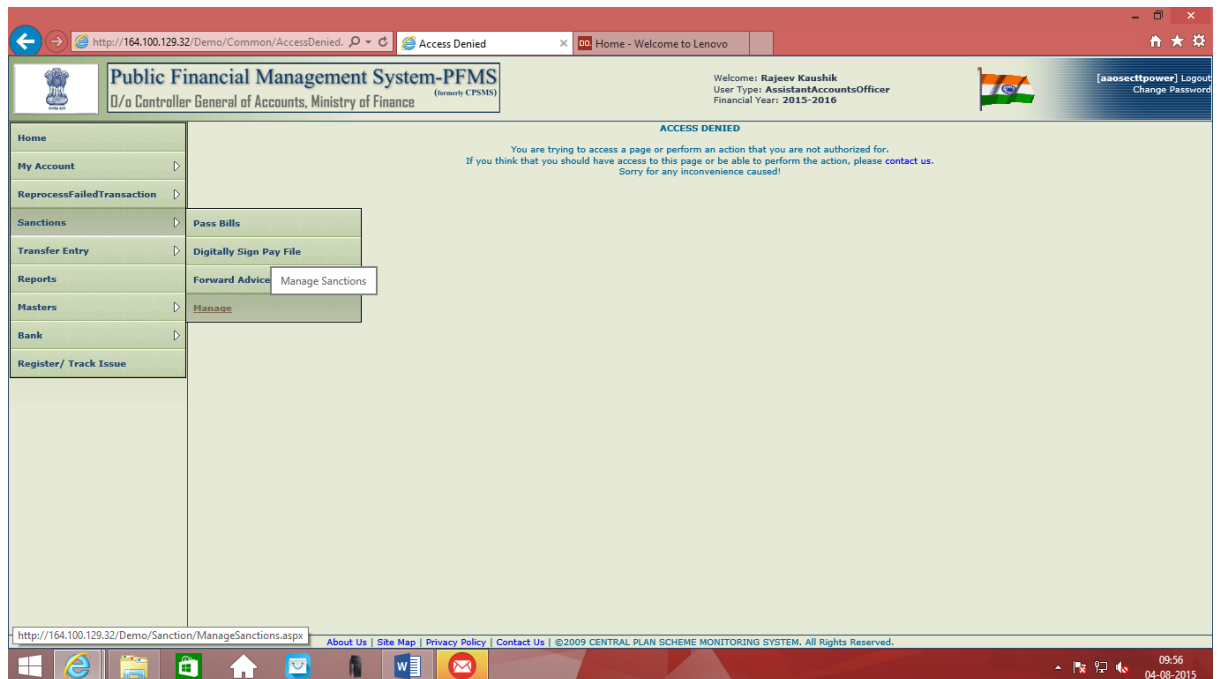 http://164.100.129.32/Demo/Common/AccessDenied.
Access Denied
Home - Welcome to Lenovo
Public Financial Management System-PFMS
(formerly CPSMS)
O/o Controller General of Accounts, Ministry of Finance
Welcome: Rajeev Kaushik
User Type: AssistantAccountsOfficer
Financial Year: 2015-2016
[aaosecttpower] Logout
Change Password
ACCESS DENIED
You are trying to access a page or perform an action that you are not authorized for.
If you think that you should have access to this page or be able to perform the action, please contact us.
Sorry for any inconvenience caused!
Home
My Account
ReprocessFailedTransaction
Sanctions
Transfer Entry
Reports
Masters
Bank
Register/ Track Issue
Pass Bills
Digitally Sign Pay File
Forward Advice
Manage Sanctions
Manage
http://164.100.129.32/Demo/Sanction/ManageSanctions.aspx
About Us | Site Map | Privacy Policy | Contact Us | ©2009 CENTRAL PLAN SCHEME MONITORING SYSTEM. All Rights Reserved.
09:56
04-08-2015